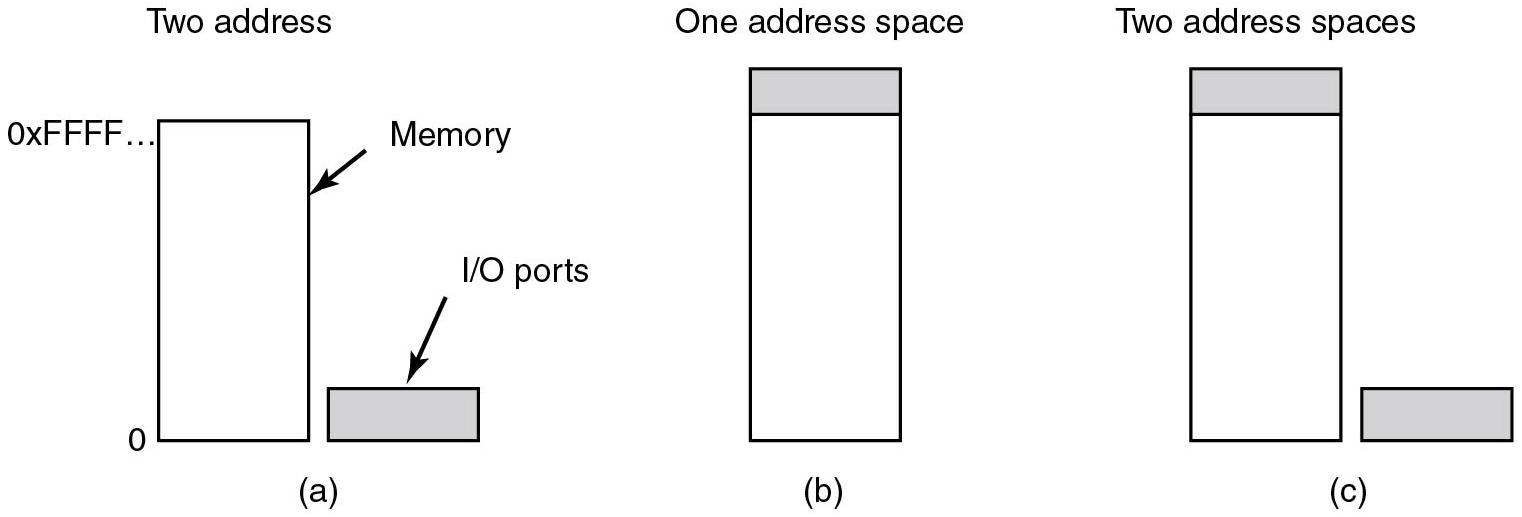 Two address
One address space
Two address spaces
0xFFFF…
Memory
I/O ports
0
(a)
(b)
(c)